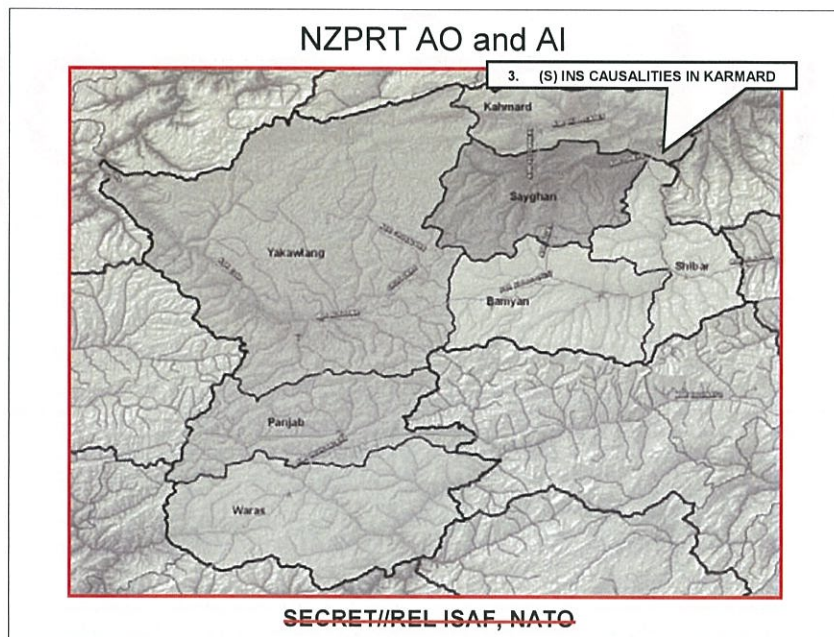 NZPRT AO and AI
3. (S) INS CAUSALITIES IN KARMARD
Kahmard
Sayghan
Yakawlang
Shibar
Bamyan
Panjab
Waras
SECRET//REL ISAF, NATO